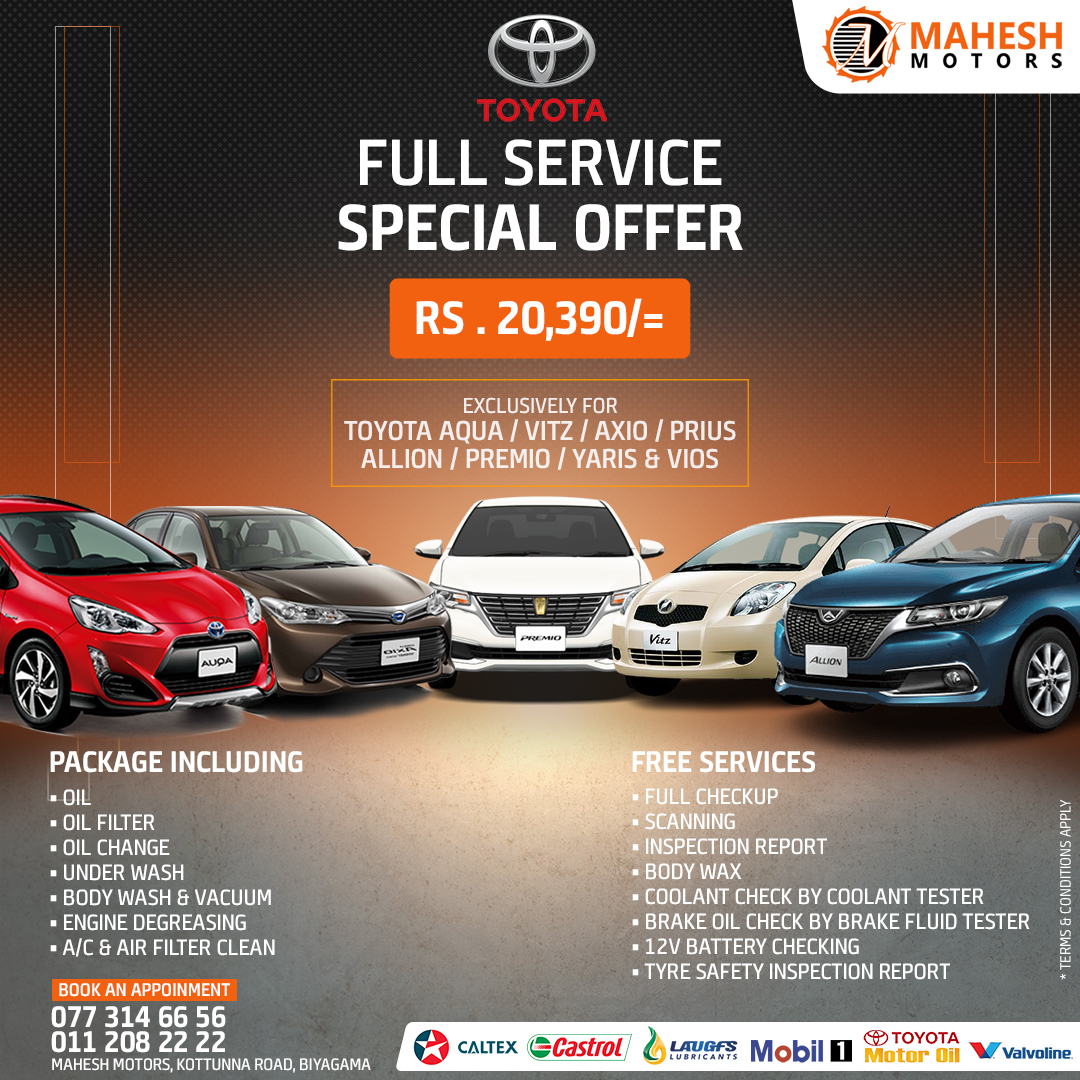 MAHESH
MOTORS
TOYOTA
FULL SERVICE
SPECIAL OFFER
RS . 20,390/=
EXCLUSIVELY FOR
TOYOTA AQUA / VITZ / AXIO / PRIUS
ALLION / PREMIO / YARIS & VIOS
AUQA
PREMIO
Vitz
ALLION
PACKAGE INCLUDING
▪ OIL
▪ OIL FILTER
▪ OIL CHANGE
▪ UNDER WASH
▪ BODY WASH & VACUUM
▪ ENGINE DEGREASING
▪ A/C & AIR FILTER CLEAN
FREE SERVICES
▪ FULL CHECKUP
▪ SCANNING
▪ INSPECTION REPORT
▪ BODY WAX
▪ COOLANT CHECK BY COOLANT TESTER
▪ BRAKE OIL CHECK BY BRAKE FLUID TESTER
▪ 12V BATTERY CHECKING
▪ TYRE SAFETY INSPECTION REPORT
* TERMS & CONDITIONS APPLY
BOOK AN APPOINMENT
077 314 66 56
011 208 22 22
MAHESH MOTORS, KOTTUNNA ROAD, BIYAGAMA
CALTEX
Castrol
LAUGFS
LUBRICANTS
Mobil 1
TOYOTA
Motor Oil
Valvoline